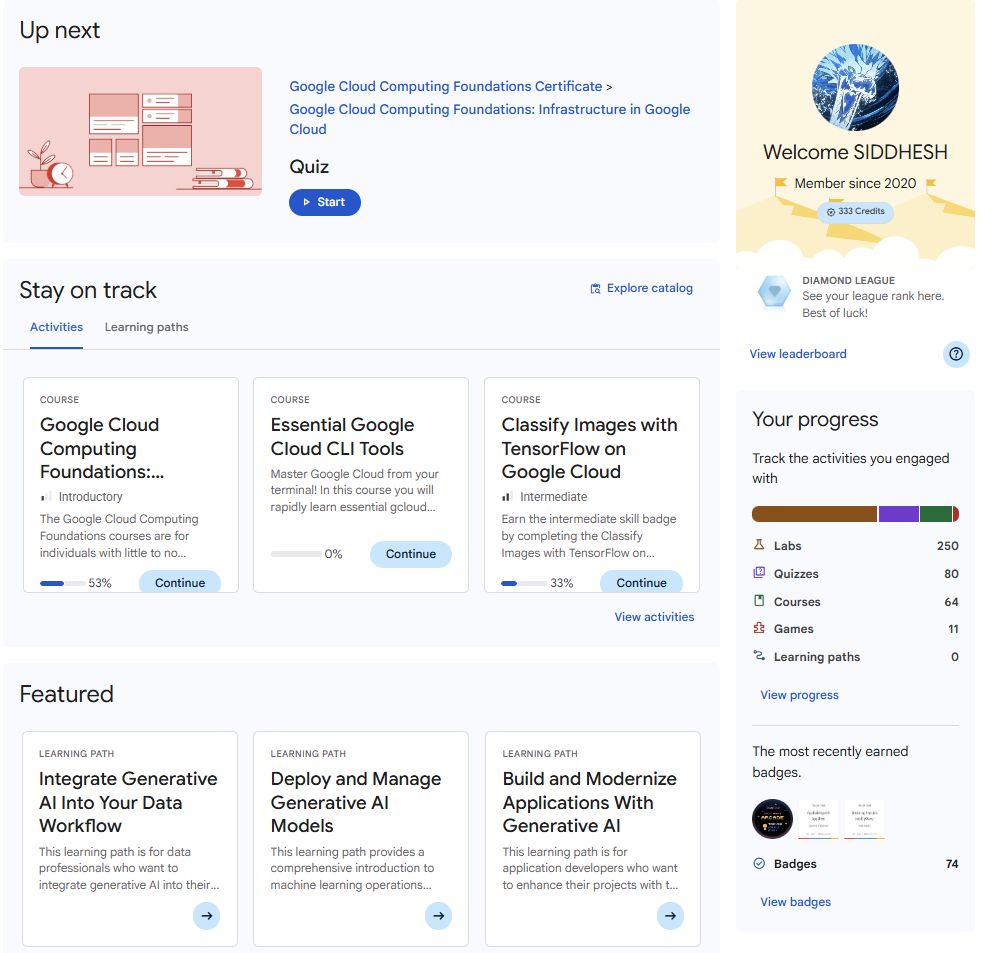 Up next
Google Cloud Computing Foundations Certificate >
Google Cloud Computing Foundations: Infrastructure in Google
Cloud
Quiz
Start
Stay on track
Explore catalog
Activities
Learning paths
COURSE
Google Cloud
Computing
Foundations:...
Introductory
The Google Cloud Computing
Foundations courses are for
individuals with little to no...
53%
Continue
COURSE
Essential Google
Cloud CLI Tools
Master Google Cloud from your
terminal! In this course you will
rapidly learn essential gcloud...
0%
Continue
COURSE
Classify Images with
TensorFlow on
Google Cloud
Intermediate
Earn the intermediate skill badge
by completing the Classify
Images with TensorFlow on...
33%
Continue
View activities
Featured
LEARNING PATH
Integrate Generative
AI Into Your Data
Workflow
This learning path is for data
professionals who want to
integrate generative AI into their...
LEARNING PATH
Deploy and Manage
Generative AI
Models
This learning path provides a
comprehensive introduction to
machine learning operations...
LEARNING PATH
Build and Modernize
Applications With
Generative AI
This learning path is for
application developers who want
to enhance their projects with t...
Welcome SIDDHESH
Member since 2020
333 Credits
DIAMOND LEAGUE
See your league rank here.
Best of luck!
View leaderboard
?
Your progress
Track the activities you engaged
with
Labs 250
Quizzes 80
Courses 64
Games 11
Learning paths 0
View progress
The most recently earned
badges.
ARCADE
Badges 74
View badges